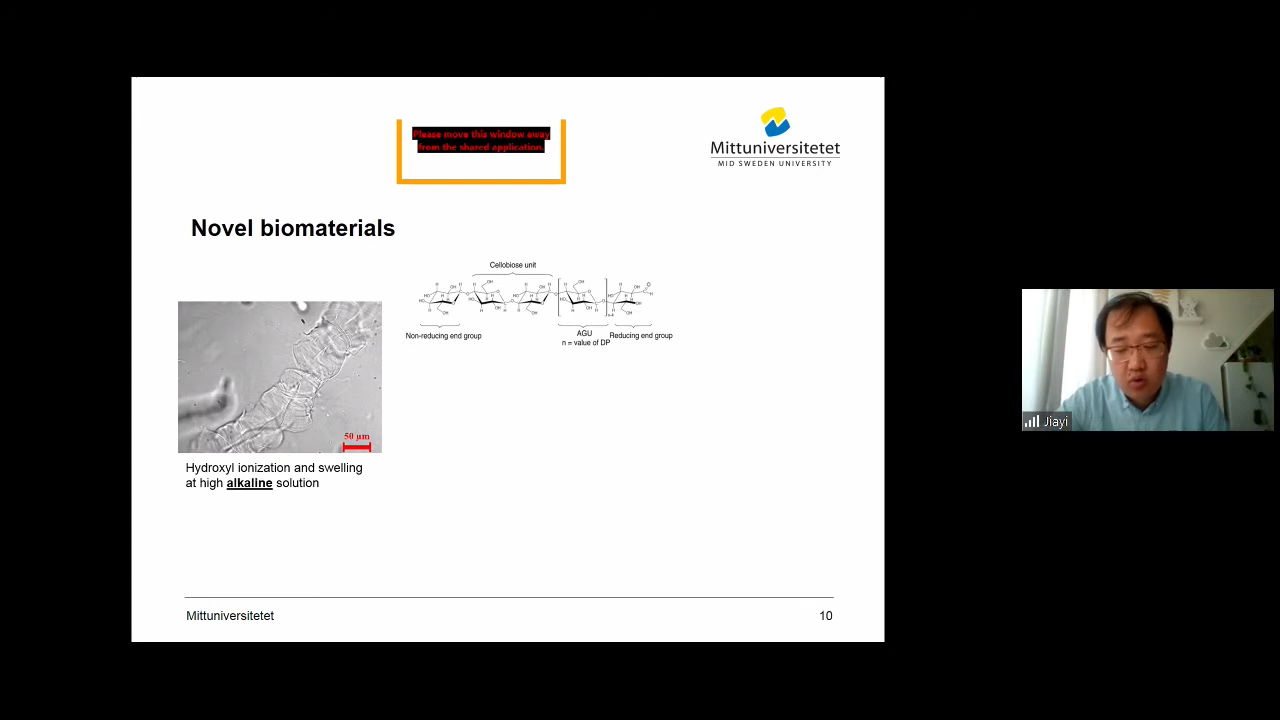 Please move this window away
from the shared application.
Mittuniversitetet
MID SWEDEN UNIVERSITY
Novel biomaterials
Cellobiose unit
Non-reducing end group
AGU
n = value of DP
Reducing end group
50 µm
Hydroxyl ionization and swelling
at high alkaline solution
Jiayi
Mittuniversitetet
10